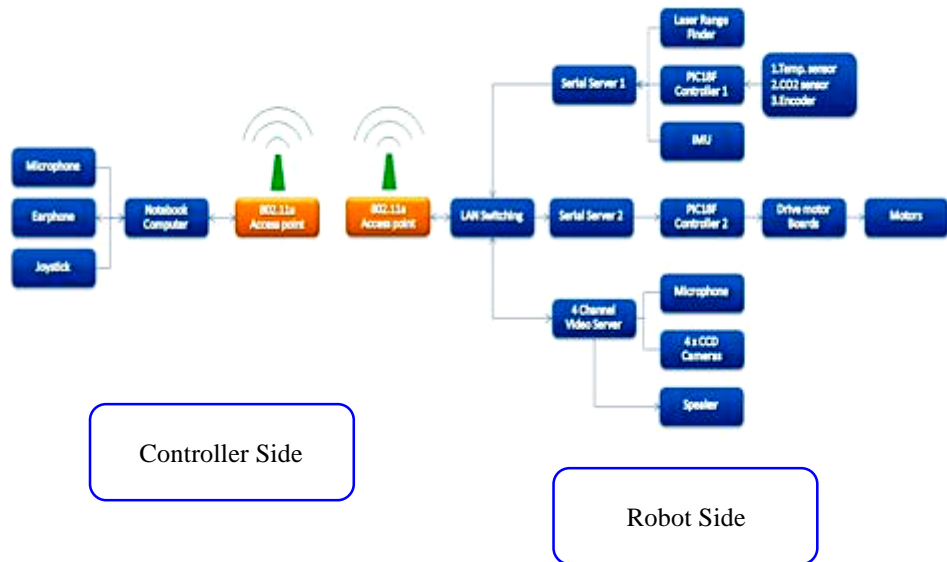 Laser Range
Finder
Serial Server 1
PIC18F
Controller 1
1.Temp. sensor
2.CO2 sensor
3.Encoder
IMU
Microphone
Earphone
Joystick
Notebook
Computer
802.11a
Access point
802.11a
Access point
LAN Switching
Serial Server 2
PIC18F
Controller 2
Drive motor
Boards
Motors
4 Channel
Video Server
Microphone
4 x CCD
Cameras
Speaker
Controller Side
Robot Side